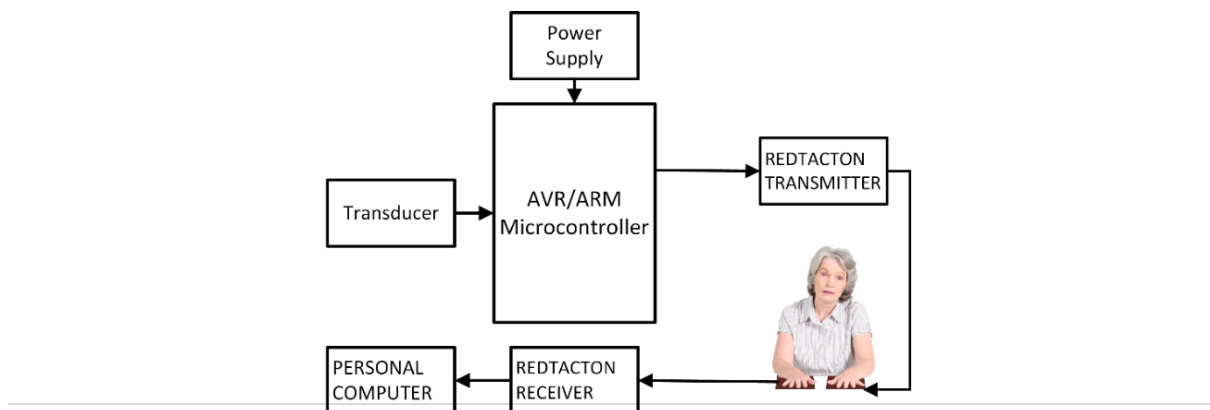 Power
Supply
REDTACTON
TRANSMITTER
Transducer
AVR/ARM
Microcontroller
PERSONAL
COMPUTER
REDTACTON
RECEIVER